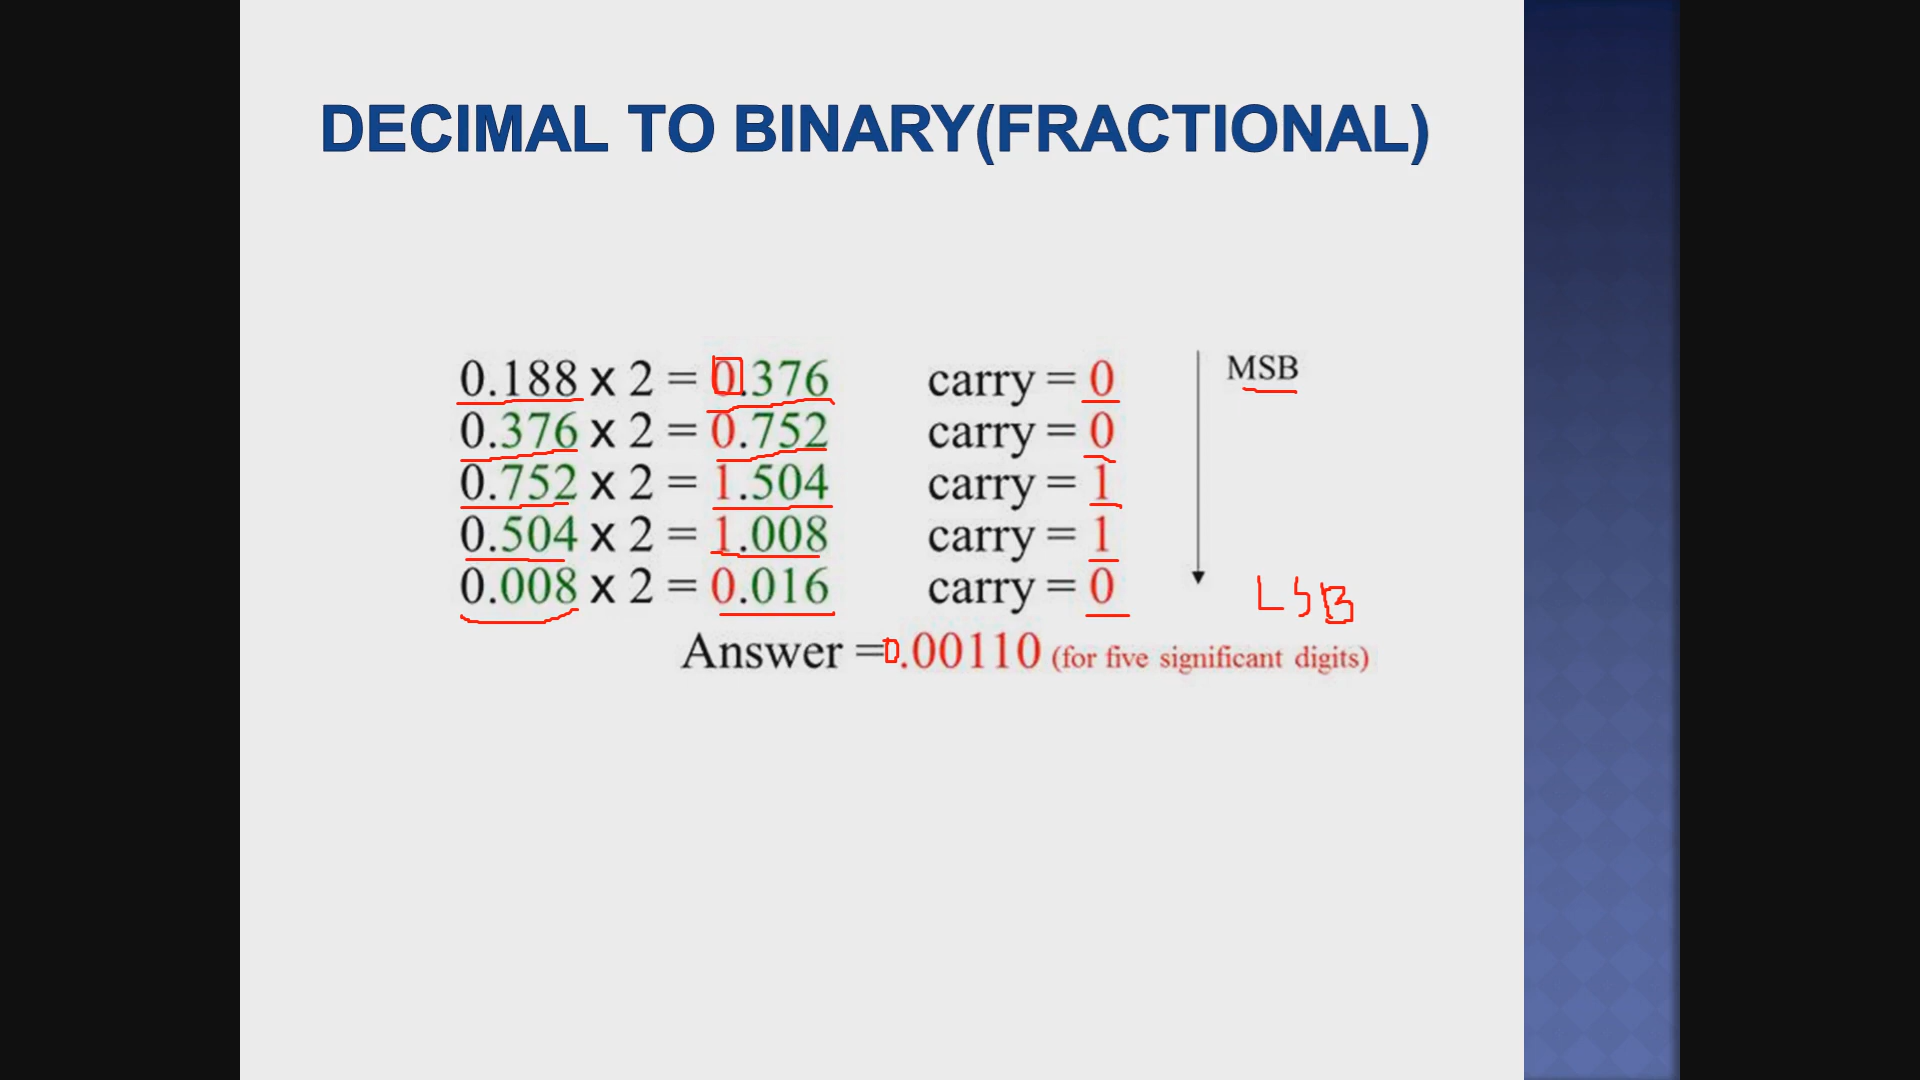 DECIMAL TO BINARY(FRACTIONAL)
0.188 x 2 = 0.376 carry = 0 MSB
0.376 x 2 = 0.752 carry = 0
0.752 x 2 = 1.504 carry = 1
0.504 x 2 = 1.008 carry = 1
0.008 x 2 = 0.016 carry = 0 LSB
Answer = 0.00110 (for five significant digits)